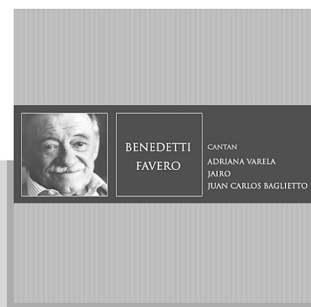 BENEDETTI
FAVERO
CANTAN
ADRIANA VARELA
JAIRO
JUAN CARLOS BAGLIETTO